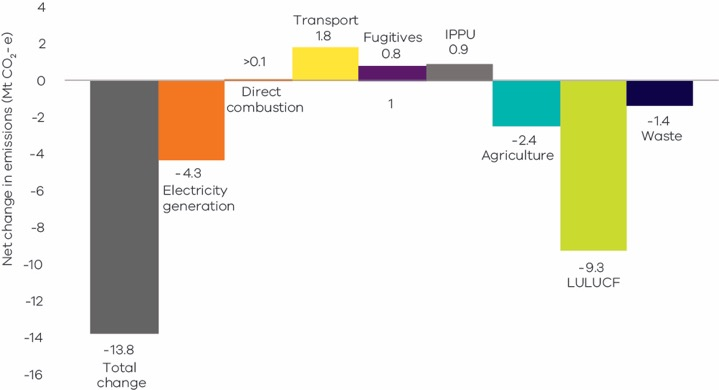 Net change in emissions (Mt CO₂- e)
4
2
0
-2
-4
-6
-8
-10
-12
-14
-16
-13.8
Total
change
-4.3
Electricity
generation
>0.1
Direct
combustion
Transport
1.8
Fugitives
0.8
1
IPPU
0.9
-2.4
Agriculture
-9.3
LULUCF
-1.4
Waste